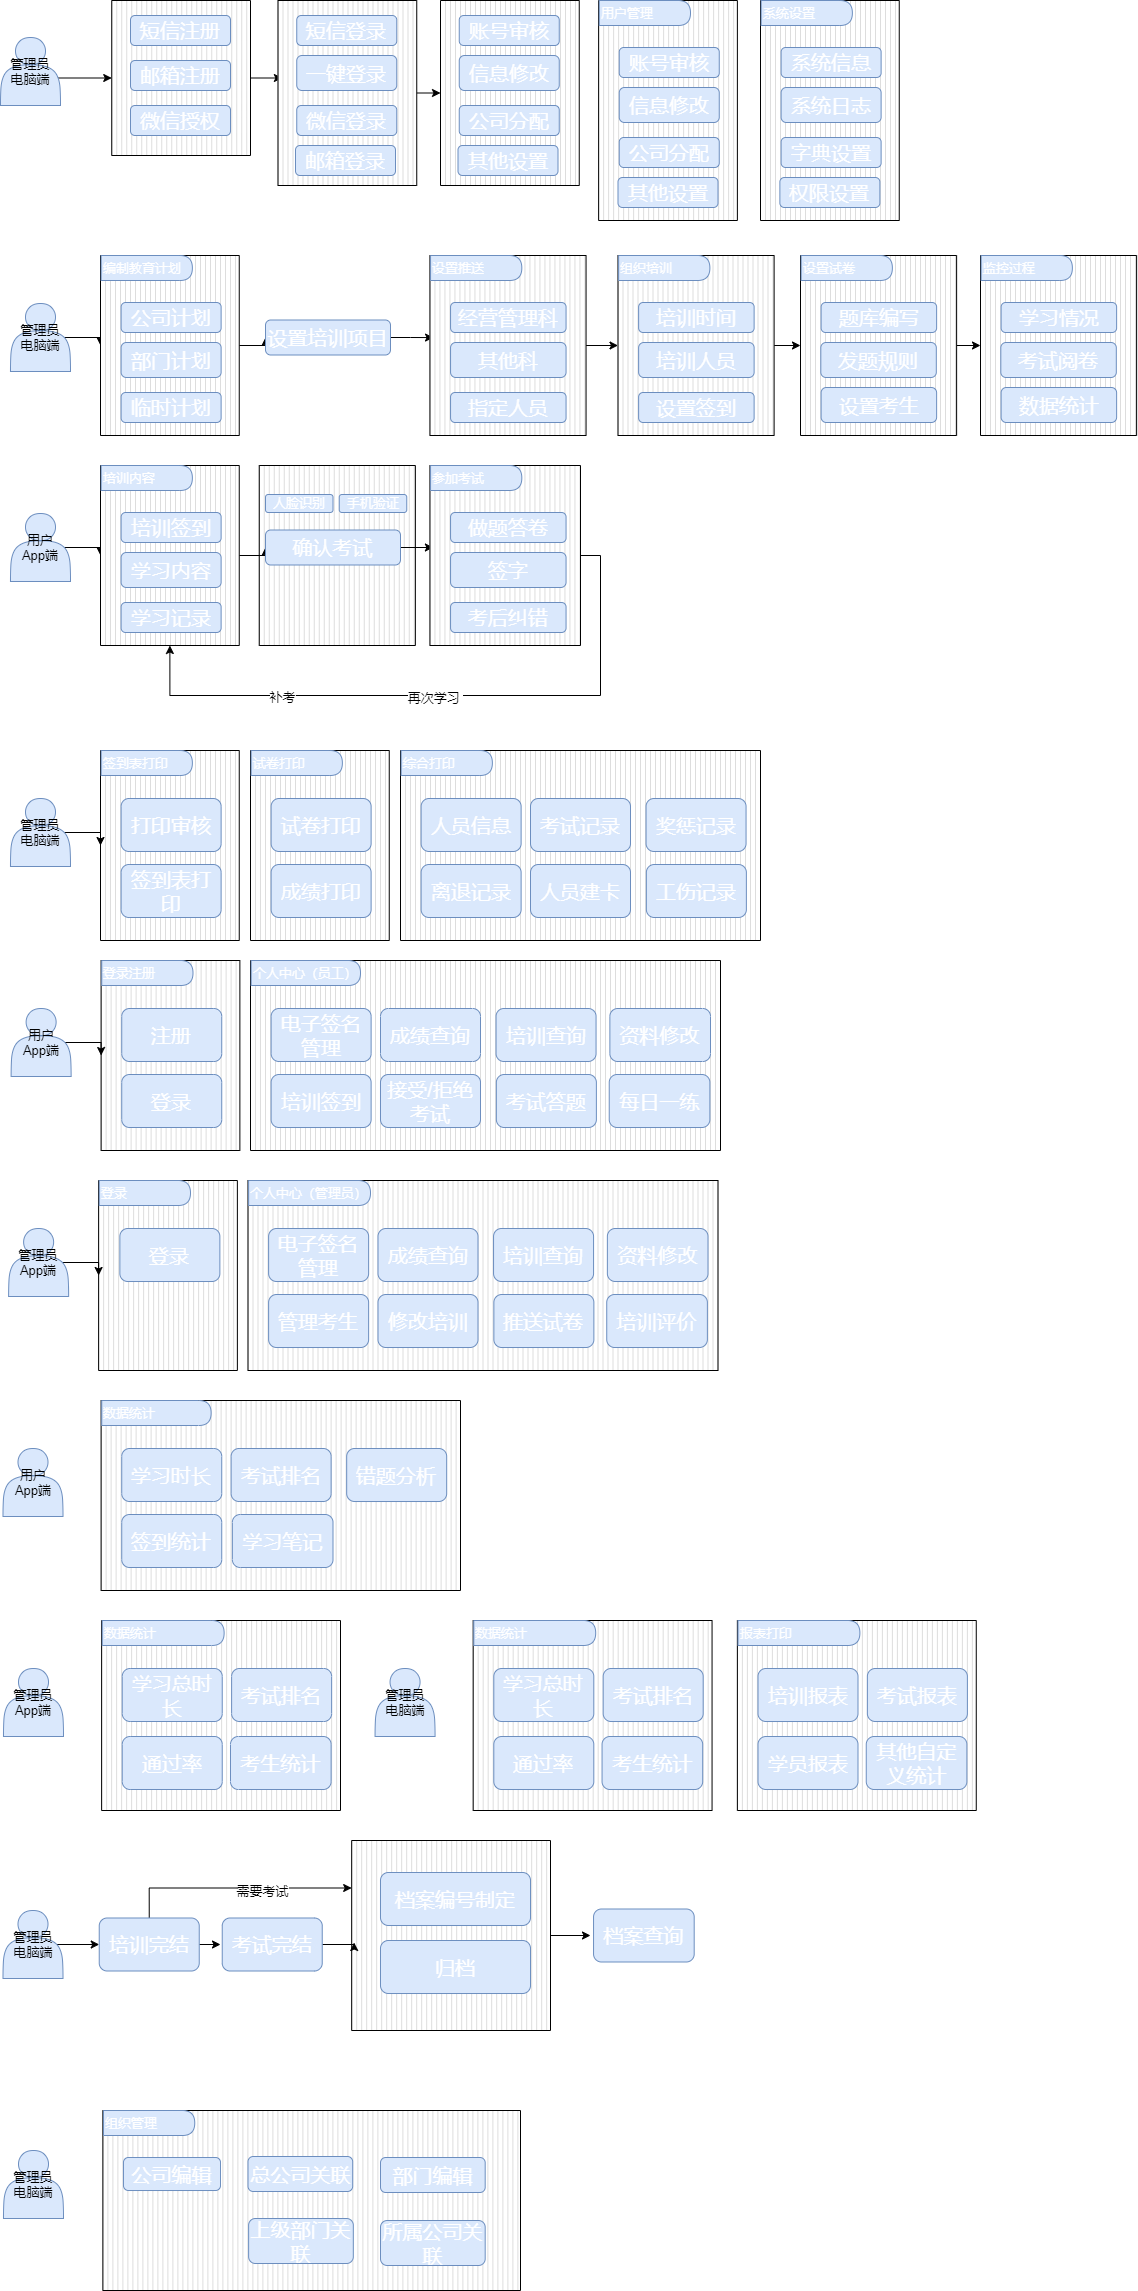 管理员
电脑端
短信注册
邮箱注册
微信授权
短信登录
一键登录
微信登录
邮箱登录
账号审核
信息修改
公司分配
其他设置
用户管理
账号审核
信息修改
公司分配
其他设置
系统设置
系统信息
系统日志
字典设置
权限设置
管理员
电脑端
编制教育计划
公司计划
部门计划
临时计划
设置培训项目
设置推送
经营管理科
其他科
指定人员
组织培训
培训时间
培训人员
设置签到
设置试卷
题库编写
发题规则
设置考生
监控过程
学习情况
考试阅卷
数据统计
用户
App端
培训内容
培训签到
学习内容
学习记录
人脸识别
手机验证
确认考试
参加考试
做题答卷
签字
考后纠错
补考
再次学习
管理员
电脑端
签到表打印
打印审核
签到表打
印
试卷打印
试卷打印
成绩打印
综合打印
人员信息
考试记录
奖惩记录
离退记录
人员建卡
工伤记录
用户
App端
登录注册
注册
登录
个人中心（员工）
电子签名
管理
成绩查询
培训查询
资料修改
培训签到
接受/拒绝
考试
考试答题
每日一练
管理员
App端
登录
登录
个人中心（管理员）
电子签名
管理
成绩查询
培训查询
资料修改
管理考生
修改培训
推送试卷
培训评价
用户
App端
数据统计
学习时长
考试排名
错题分析
签到统计
学习笔记
管理员
App端
数据统计
学习总时
长
考试排名
通过率
考生统计
管理员
电脑端
数据统计
学习总时
长
考试排名
通过率
考生统计
报表打印
培训报表
考试报表
学员报表
其他自定
义统计
管理员
电脑端
培训完结
考试完结
需要考试
档案编号制定
归档
档案查询
管理员
电脑端
组织管理
公司编辑
总公司关联
部门编辑
上级部门关
联
所属公司关
联